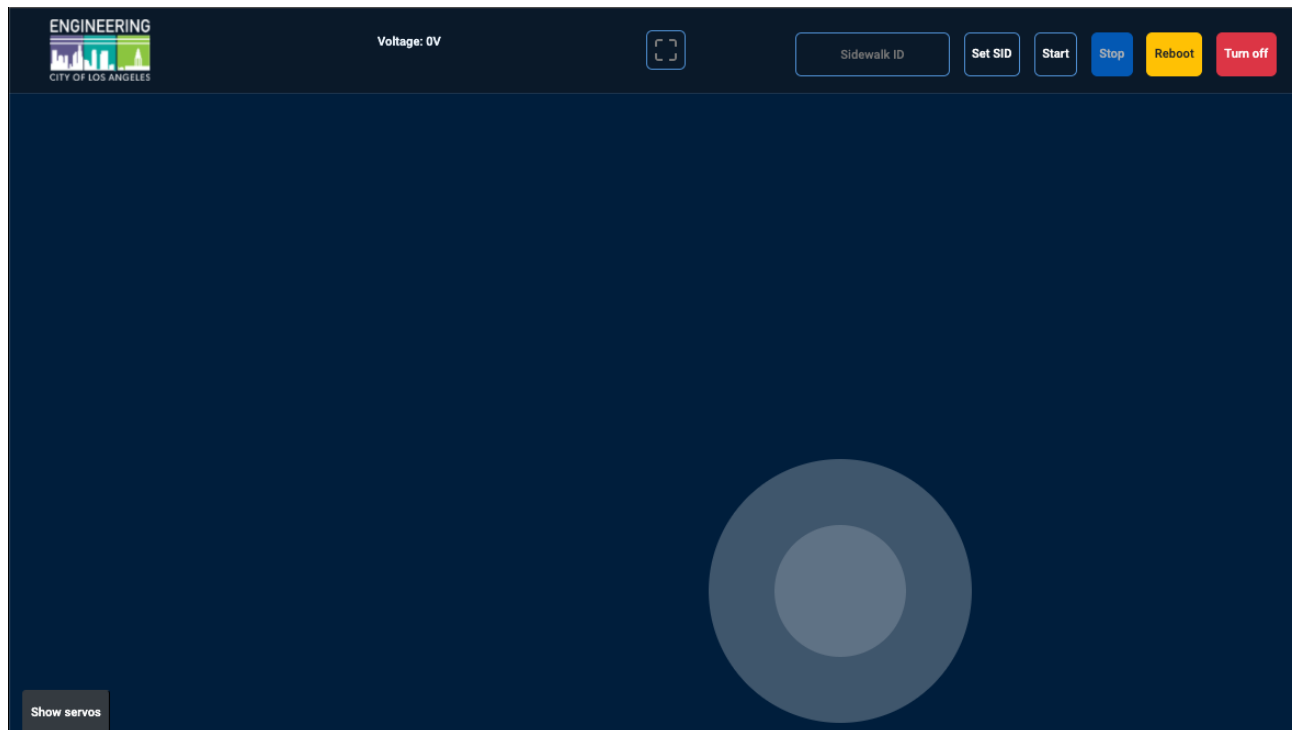 ENGINEERING
CITY OF LOS ANGELES
Voltage: 0V
Sidewalk ID
Set SID
Start
Stop
Reboot
Turn off
Show servos